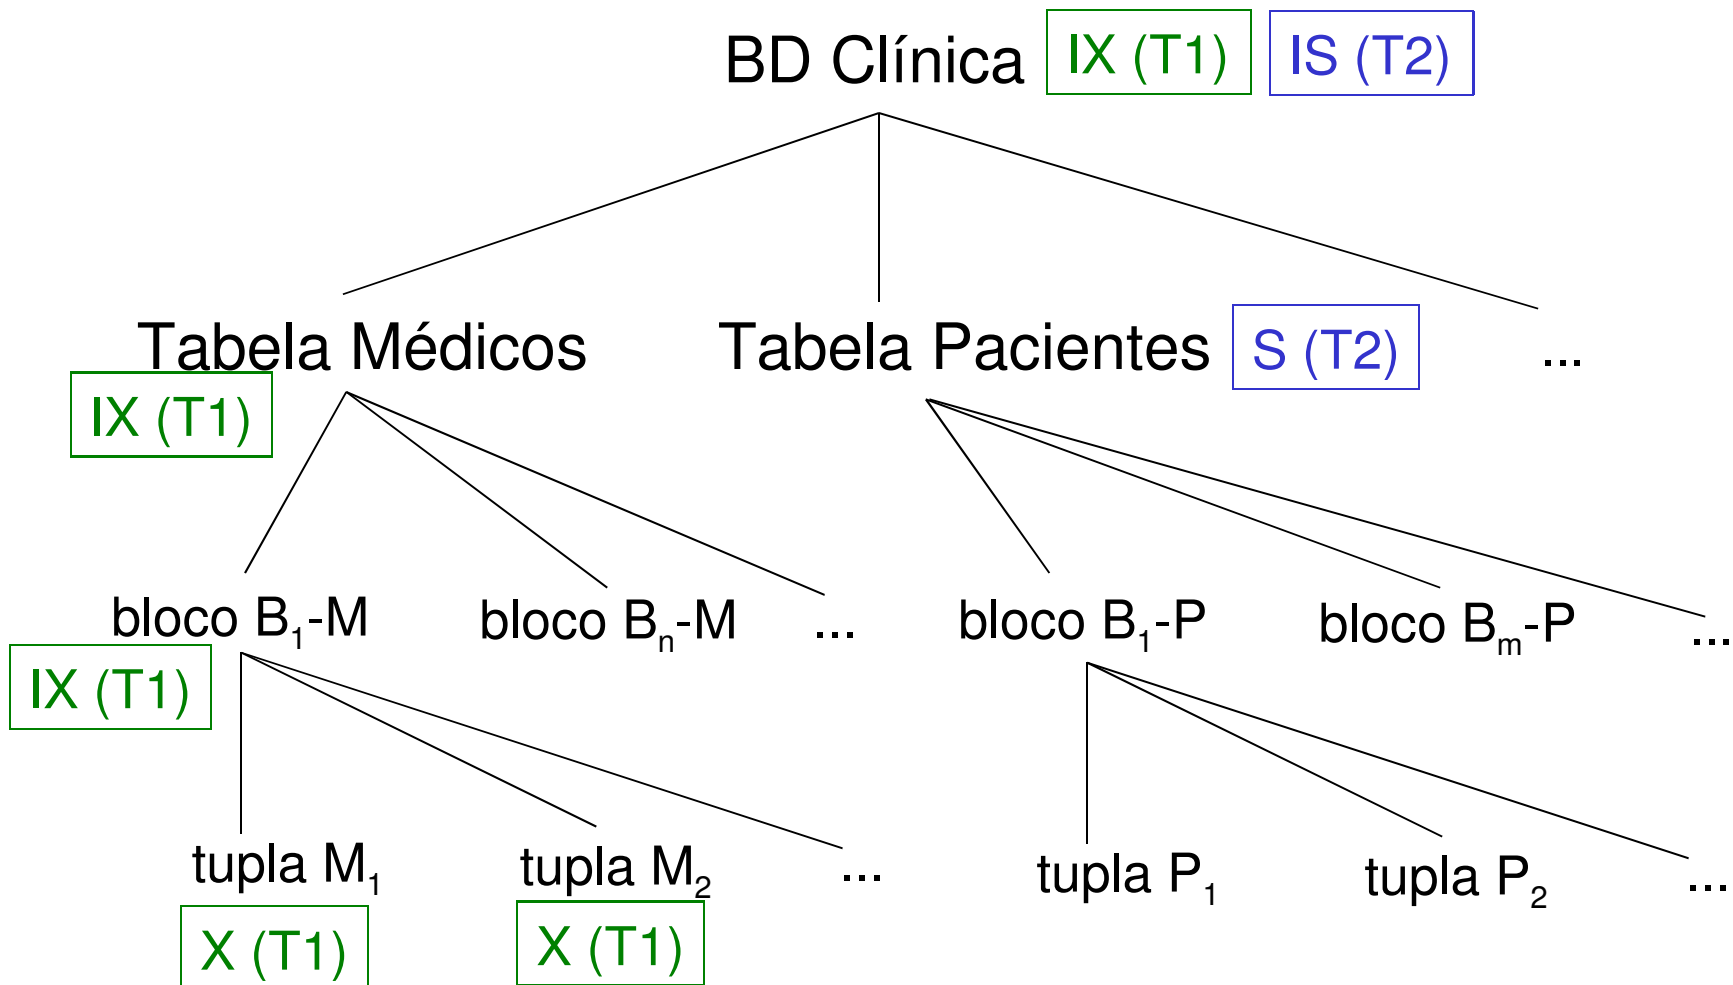 BD Clínica IX (T1) IS (T2)
Tabela Médicos Tabela Pacientes S (T2) ...
IX (T1)
bloco B1-M bloco Bn-M ... bloco B1-P bloco Bm-P ...
IX (T1)
tupla M1 tupla M2 ... tupla P1 tupla P2 ...
X (T1) X (T1)